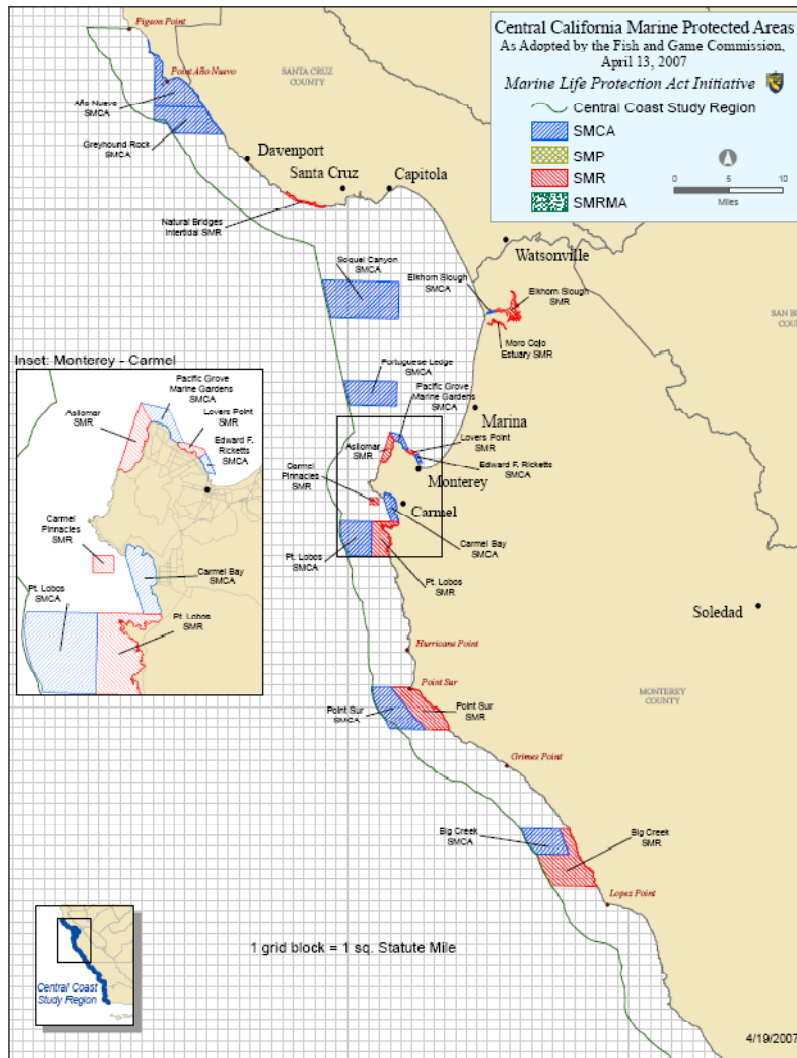 Central California Marine Protected Areas
As Adopted by the Fish and Game Commission,
April 13, 2007
Marine Life Protection Act Initiative
Central Coast Study Region
SMCA
SMP
SMR
SMRMA
0 5 10
Miles
Pigeon Point
Point Año Nuevo
SANTA CRUZ
COUNTY
Año Nuevo
SMCA
Greyhound Rock
SMCA
Davenport
Santa Cruz
Capitola
Natural Bridges
Intertidal SMR
Watsonville
Soquel Canyon
SMCA
Elkhorn Slough
SMCA
Elkhorn Slough
SMR
SAN BE
COU
Moro Cojo
Estuary SMR
Inset: Monterey - Carmel
Pacific Grove
Marine Gardens
SMCA
Asilomar
SMR
Lovers Point
SMR
Edward F.
Ricketts
SMCA
Carmel
Pinnacles
SMR
Carmel Bay
SMCA
Pt. Lobos
SMCA
Pt. Lobos
SMR
Portuguese Ledge
SMCA
Pacific Grove
Marine Gardens
SMCA
Marina
Lovers Point
SMR
Asilomar
SMR
Edward F. Ricketts
SMCA
Monterey
Carmel
Pinnacles
SMR
Carmel
Carmel Bay
SMCA
Pt. Lobos
SMCA
Pt. Lobos
SMR
Soledad
Hurricane Point
MONTEREY
COUNTY
Point Sur
Point Sur
SMCA
Point Sur
SMR
Grimes Point
Big Creek
SMCA
Big Creek
SMR
Lopez Point
1 grid block = 1 sq. Statute Mile
Central Coast
Study Region
4/19/2007